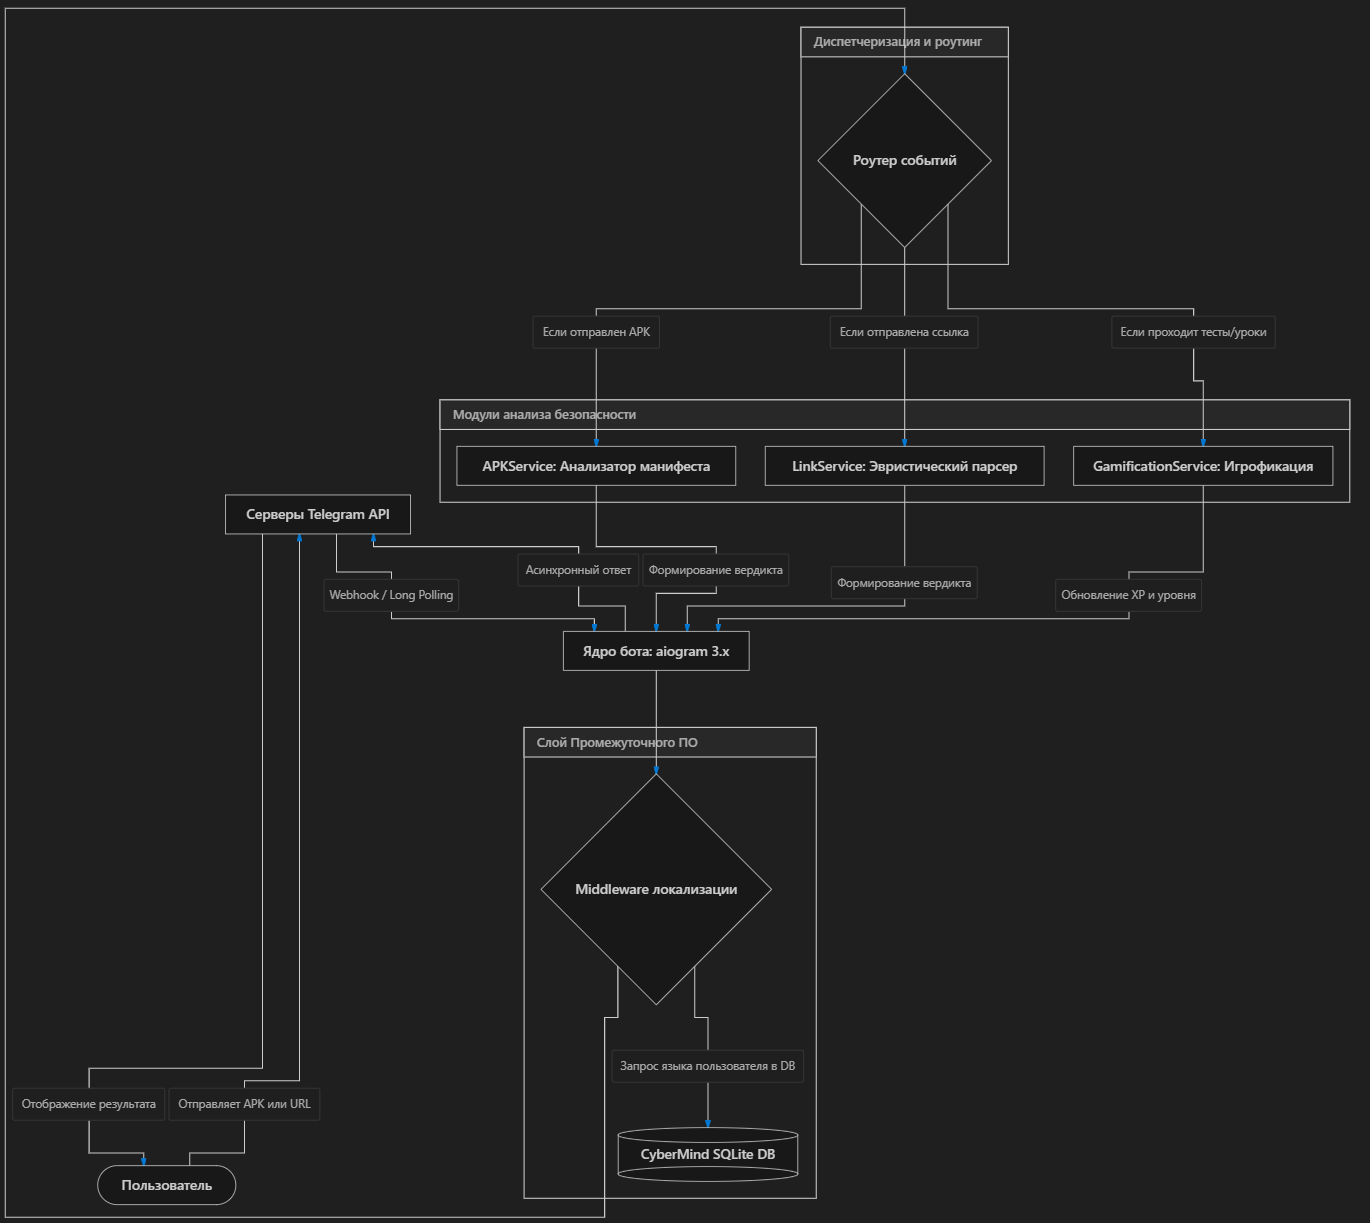 Диспетчеризация и роутинг
Роутер событий
Если отправлен APK
Если отправлена ссылка
Если проходит тесты/уроки
Модули анализа безопасности
APKService: Анализатор манифеста
LinkService: Эвристический парсер
GamificationService: Игрофикация
Серверы Telegram API
Асинхронный ответ
Формирование вердикта
Формирование вердикта
Webhook / Long Polling
Обновление XP и уровня
Ядро бота: aiogram 3.x
Слой Промежуточного ПО
Middleware локализации
Запрос языка пользователя в DB
Отображение результата
Отправляет APK или URL
CyberMind SQLite DB
Пользователь